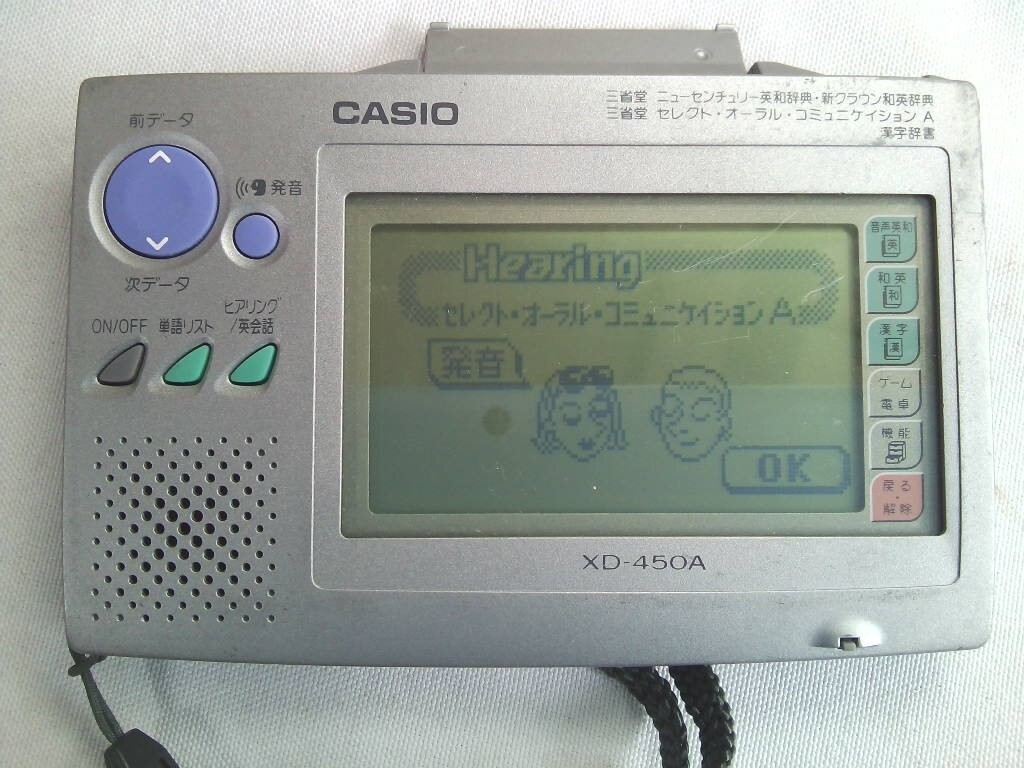 CASIO
三省堂 ニューセンチュリー英和辞典・新クラウン和英辞典
三省堂 セレクト・オーラル・コミュニケイション A
漢字辞書
前データ
発音
次データ
ON/OFF
単語リスト
ヒアリング
/英会話
Hearing
セレクト・オーラル・コミュニケイション A
発音
OK
音声英和
英
和英
和
漢字
漢
ゲーム
電卓
機能
戻る
・
解除
XD-450A